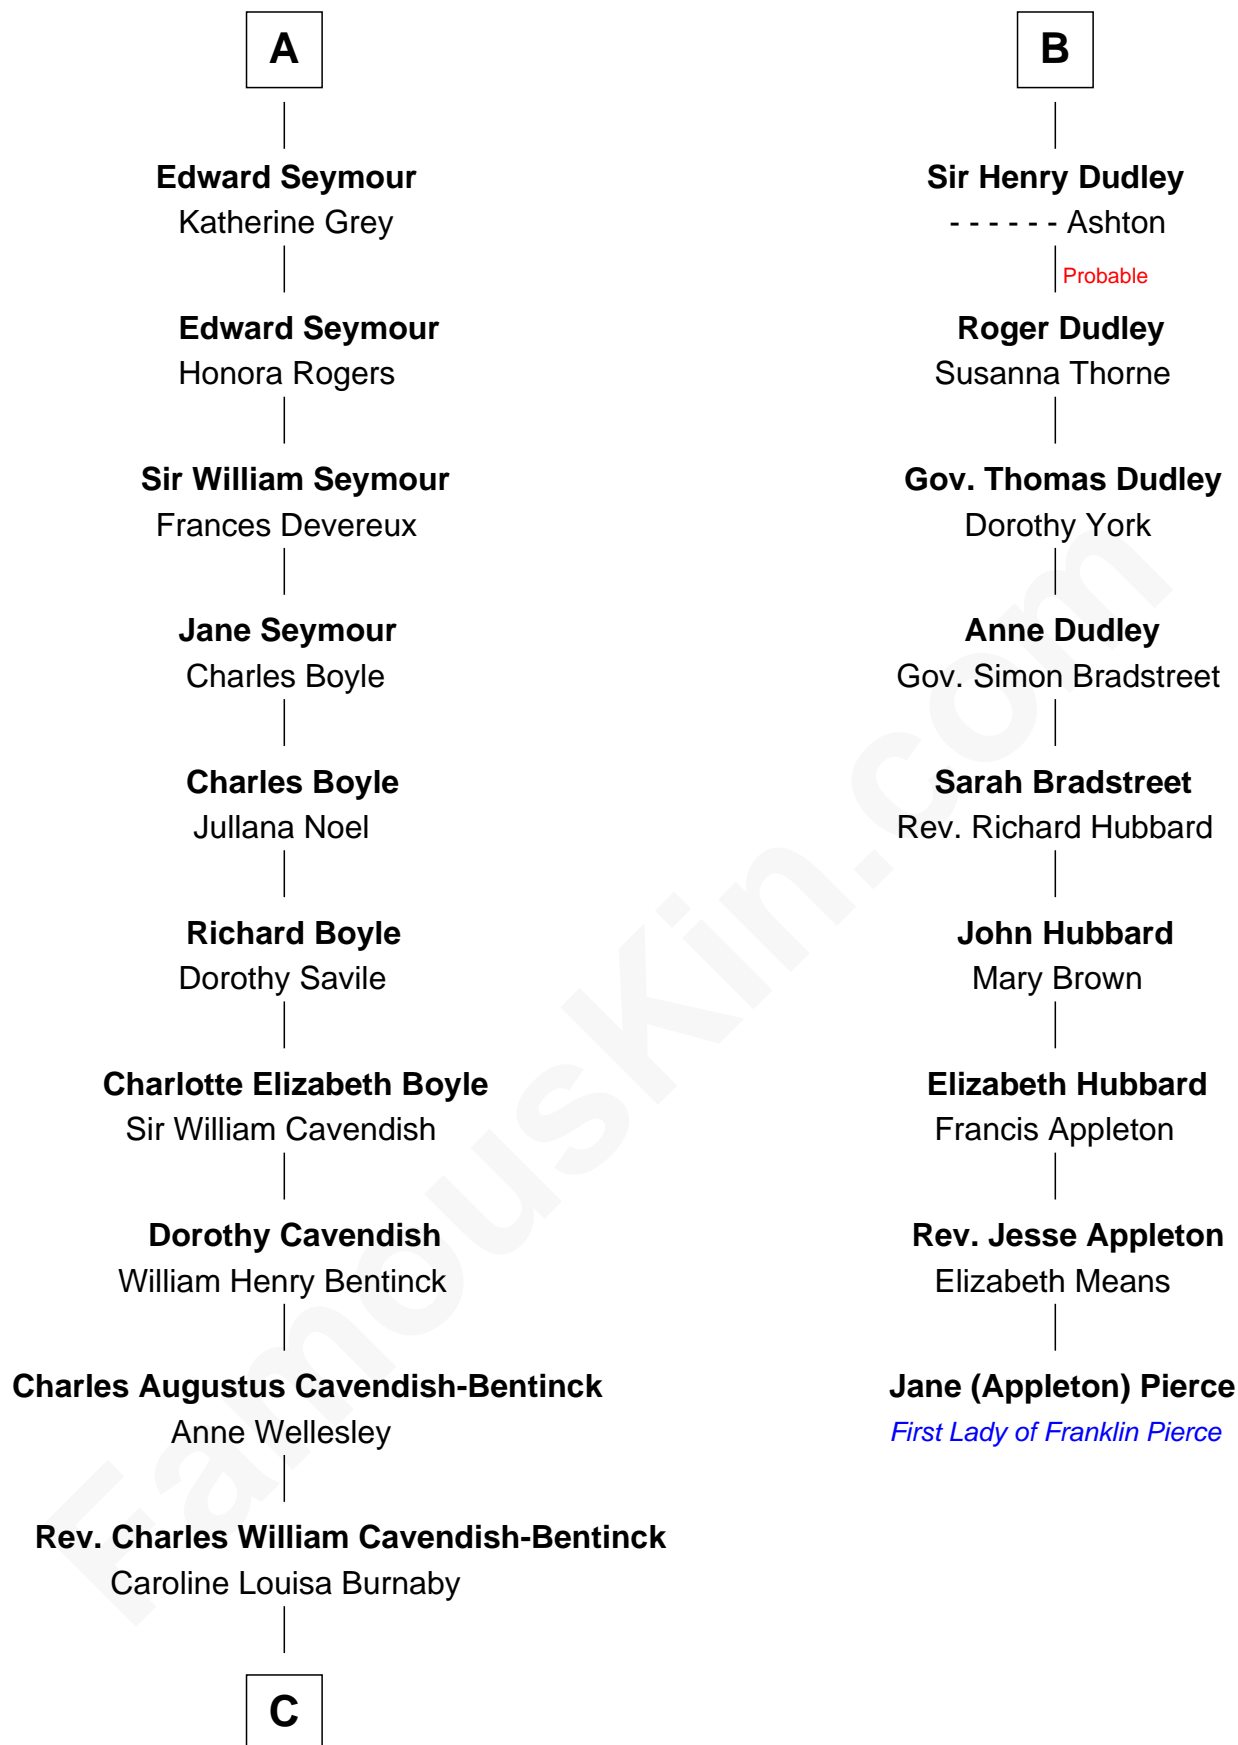 A
Edward Seymour
Katherine Grey
Edward Seymour
Honora Rogers
Sir William Seymour
Frances Devereux
Jane Seymour
Charles Boyle
Charles Boyle
Jullana Noel
Richard Boyle
Dorothy Savile
Charlotte Elizabeth Boyle
Sir William Cavendish
Dorothy Cavendish
William Henry Bentinck
Charles Augustus Cavendish-Bentinck
Anne Wellesley
Rev. Charles William Cavendish-Bentinck
Caroline Louisa Burnaby
C
B
Sir Henry Dudley
- - - - - - Ashton
Probable
Roger Dudley
Susanna Thorne
Gov. Thomas Dudley
Dorothy York
Anne Dudley
Gov. Simon Bradstreet
Sarah Bradstreet
Rev. Richard Hubbard
John Hubbard
Mary Brown
Elizabeth Hubbard
Francis Appleton
Rev. Jesse Appleton
Elizabeth Means
Jane (Appleton) Pierce
First Lady of Franklin Pierce
FamousKin.com